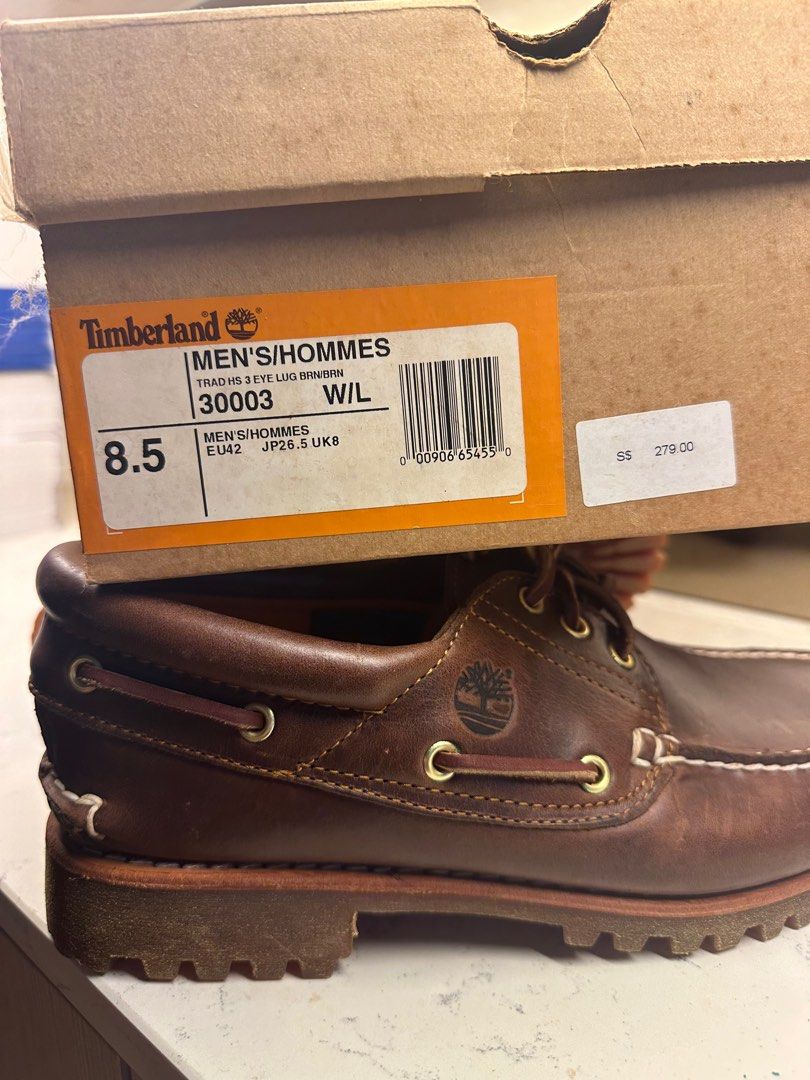 Timberland®
MEN'S/HOMMES
TRAD HS 3 EYE LUG BRN/BRN
30003 W/L
8.5
MEN'S/HOMMES
EU42 JP26.5 UK8
0 00906 65455 0
S$ 279.00